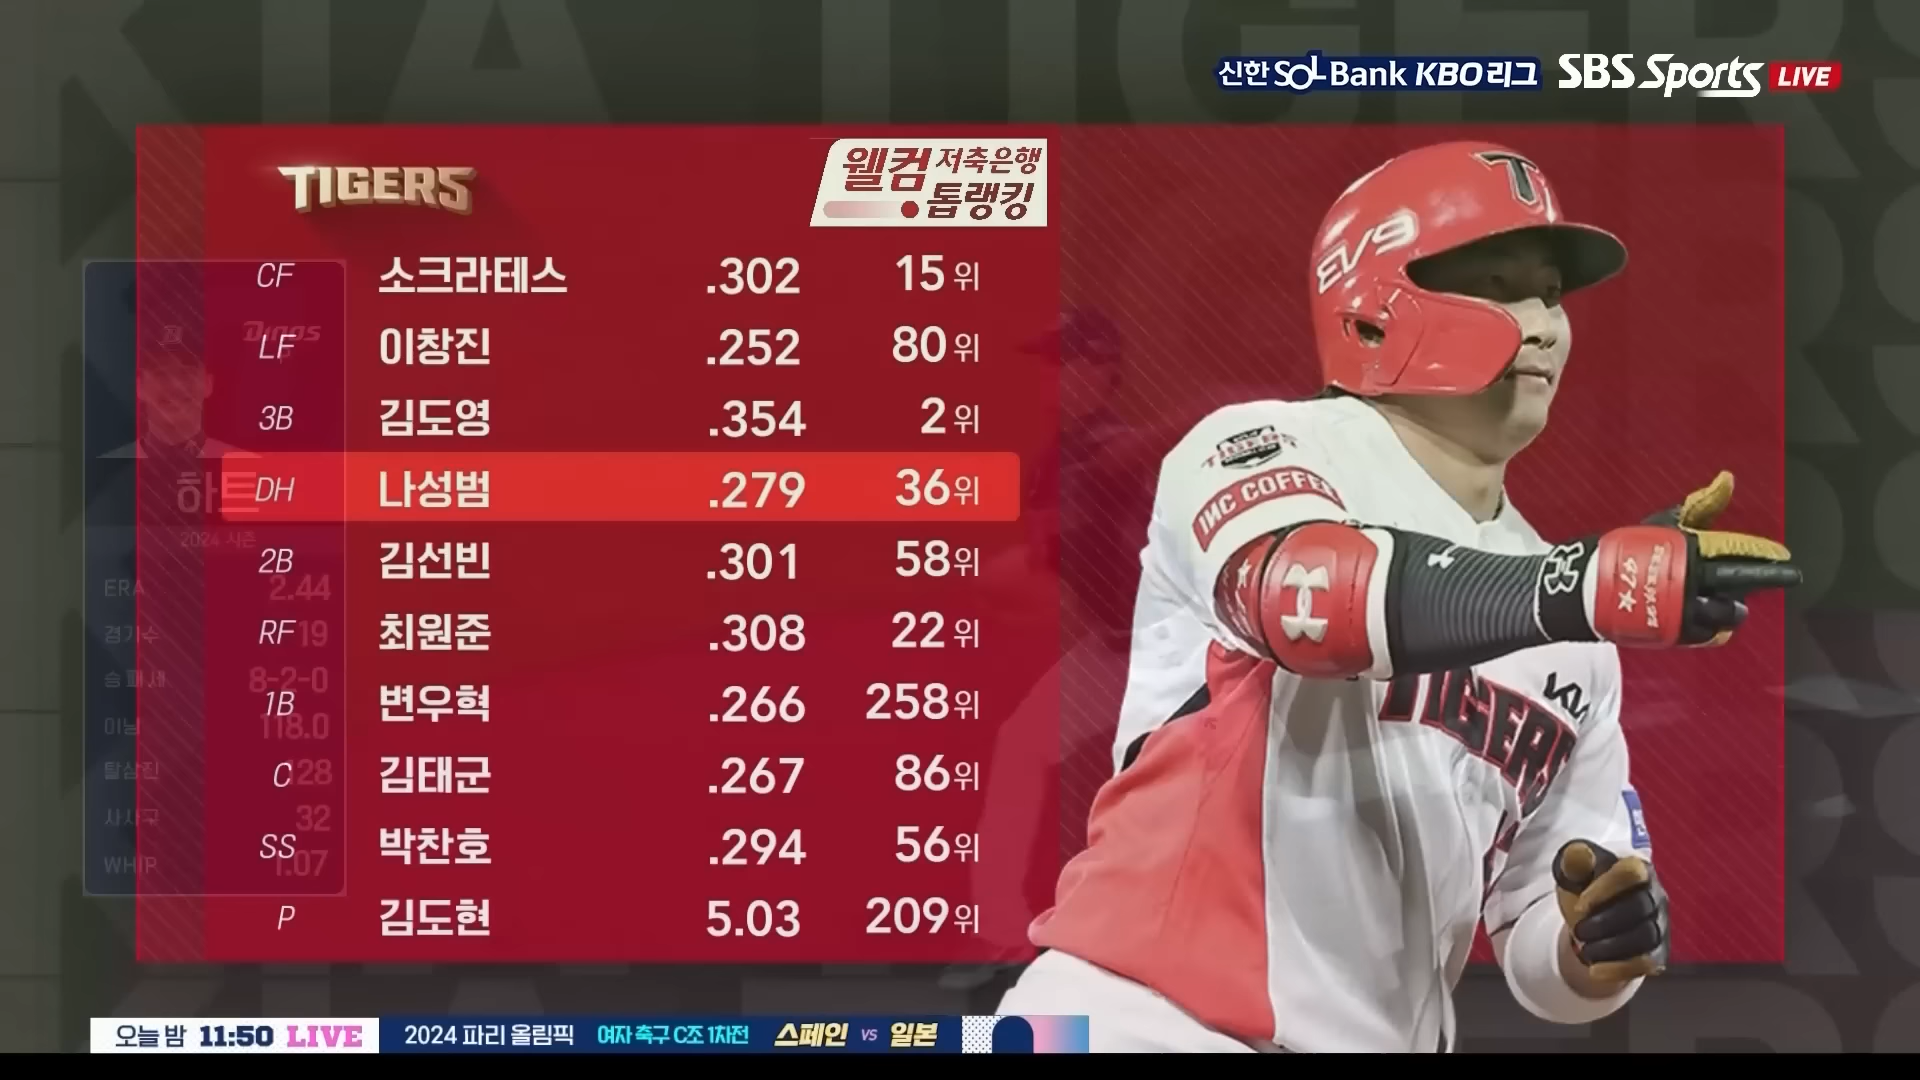 신한 SOL Bank KBO 리그 SBS Sports LIVE
TIGERS
웰컴 저축은행
톱랭킹
CF 소크라테스 .302 15위
LF 이창진 .252 80위
3B 김도영 .354 2위
DH 나성범 .279 36위
2B 김선빈 .301 58위
RF 최원준 .308 22위
1B 변우혁 .266 258위
C 김태군 .267 86위
SS 박찬호 .294 56위
P 김도현 5.03 209위
Dinos
하트
2024 시즌
ERA 2.44
경기수 19
승 패 세 8-2-0
이닝 118.0
탈삼진 128
사사구 32
WHIP 1.07
EV9
TIGERS
INC COFFEE
47
KIA
TIGERS
오늘 밤 11:50 LIVE 2024 파리 올림픽 여자 축구 C조 1차전 스페인 vs 일본